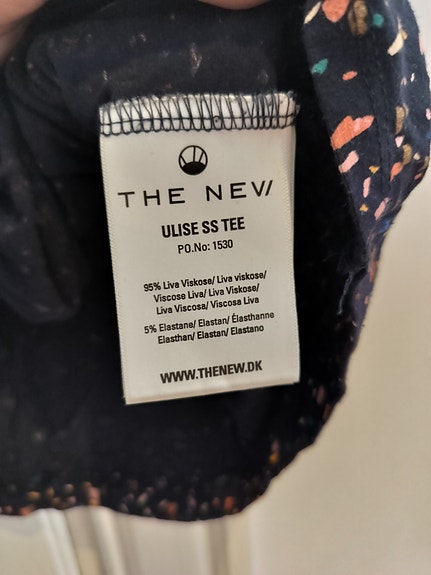 THE NEW
ULISE SS TEE
PO.No: 1530
95% Liva Viskose/ Liva viskose/
Viscose Liva/ Liva Viskose/
Liva Viscosa/ Viscosa Liva
5% Elastane/ Elastan/ Élasthanne
Elasthan/ Elastan/ Elastano
WWW.THENEW.DK